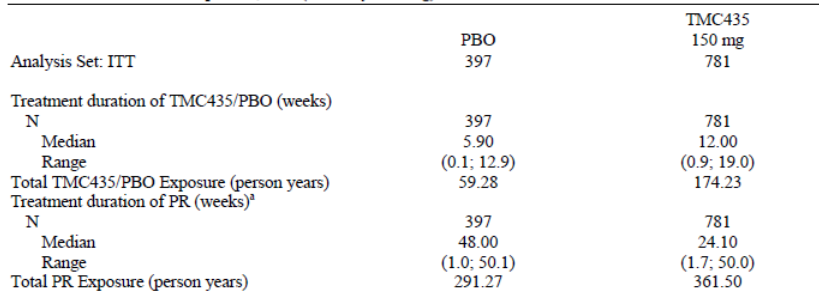 TMC435
PBO 150 mg
Analysis Set: ITT 397 781
Treatment duration of TMC435/PBO (weeks)
N 397 781
Median 5.90 12.00
Range (0.1; 12.9) (0.9; 19.0)
Total TMC435/PBO Exposure (person years) 59.28 174.23
Treatment duration of PR (weeks)ª
N 397 781
Median 48.00 24.10
Range (1.0; 50.1) (1.7; 50.0)
Total PR Exposure (person years) 291.27 361.50